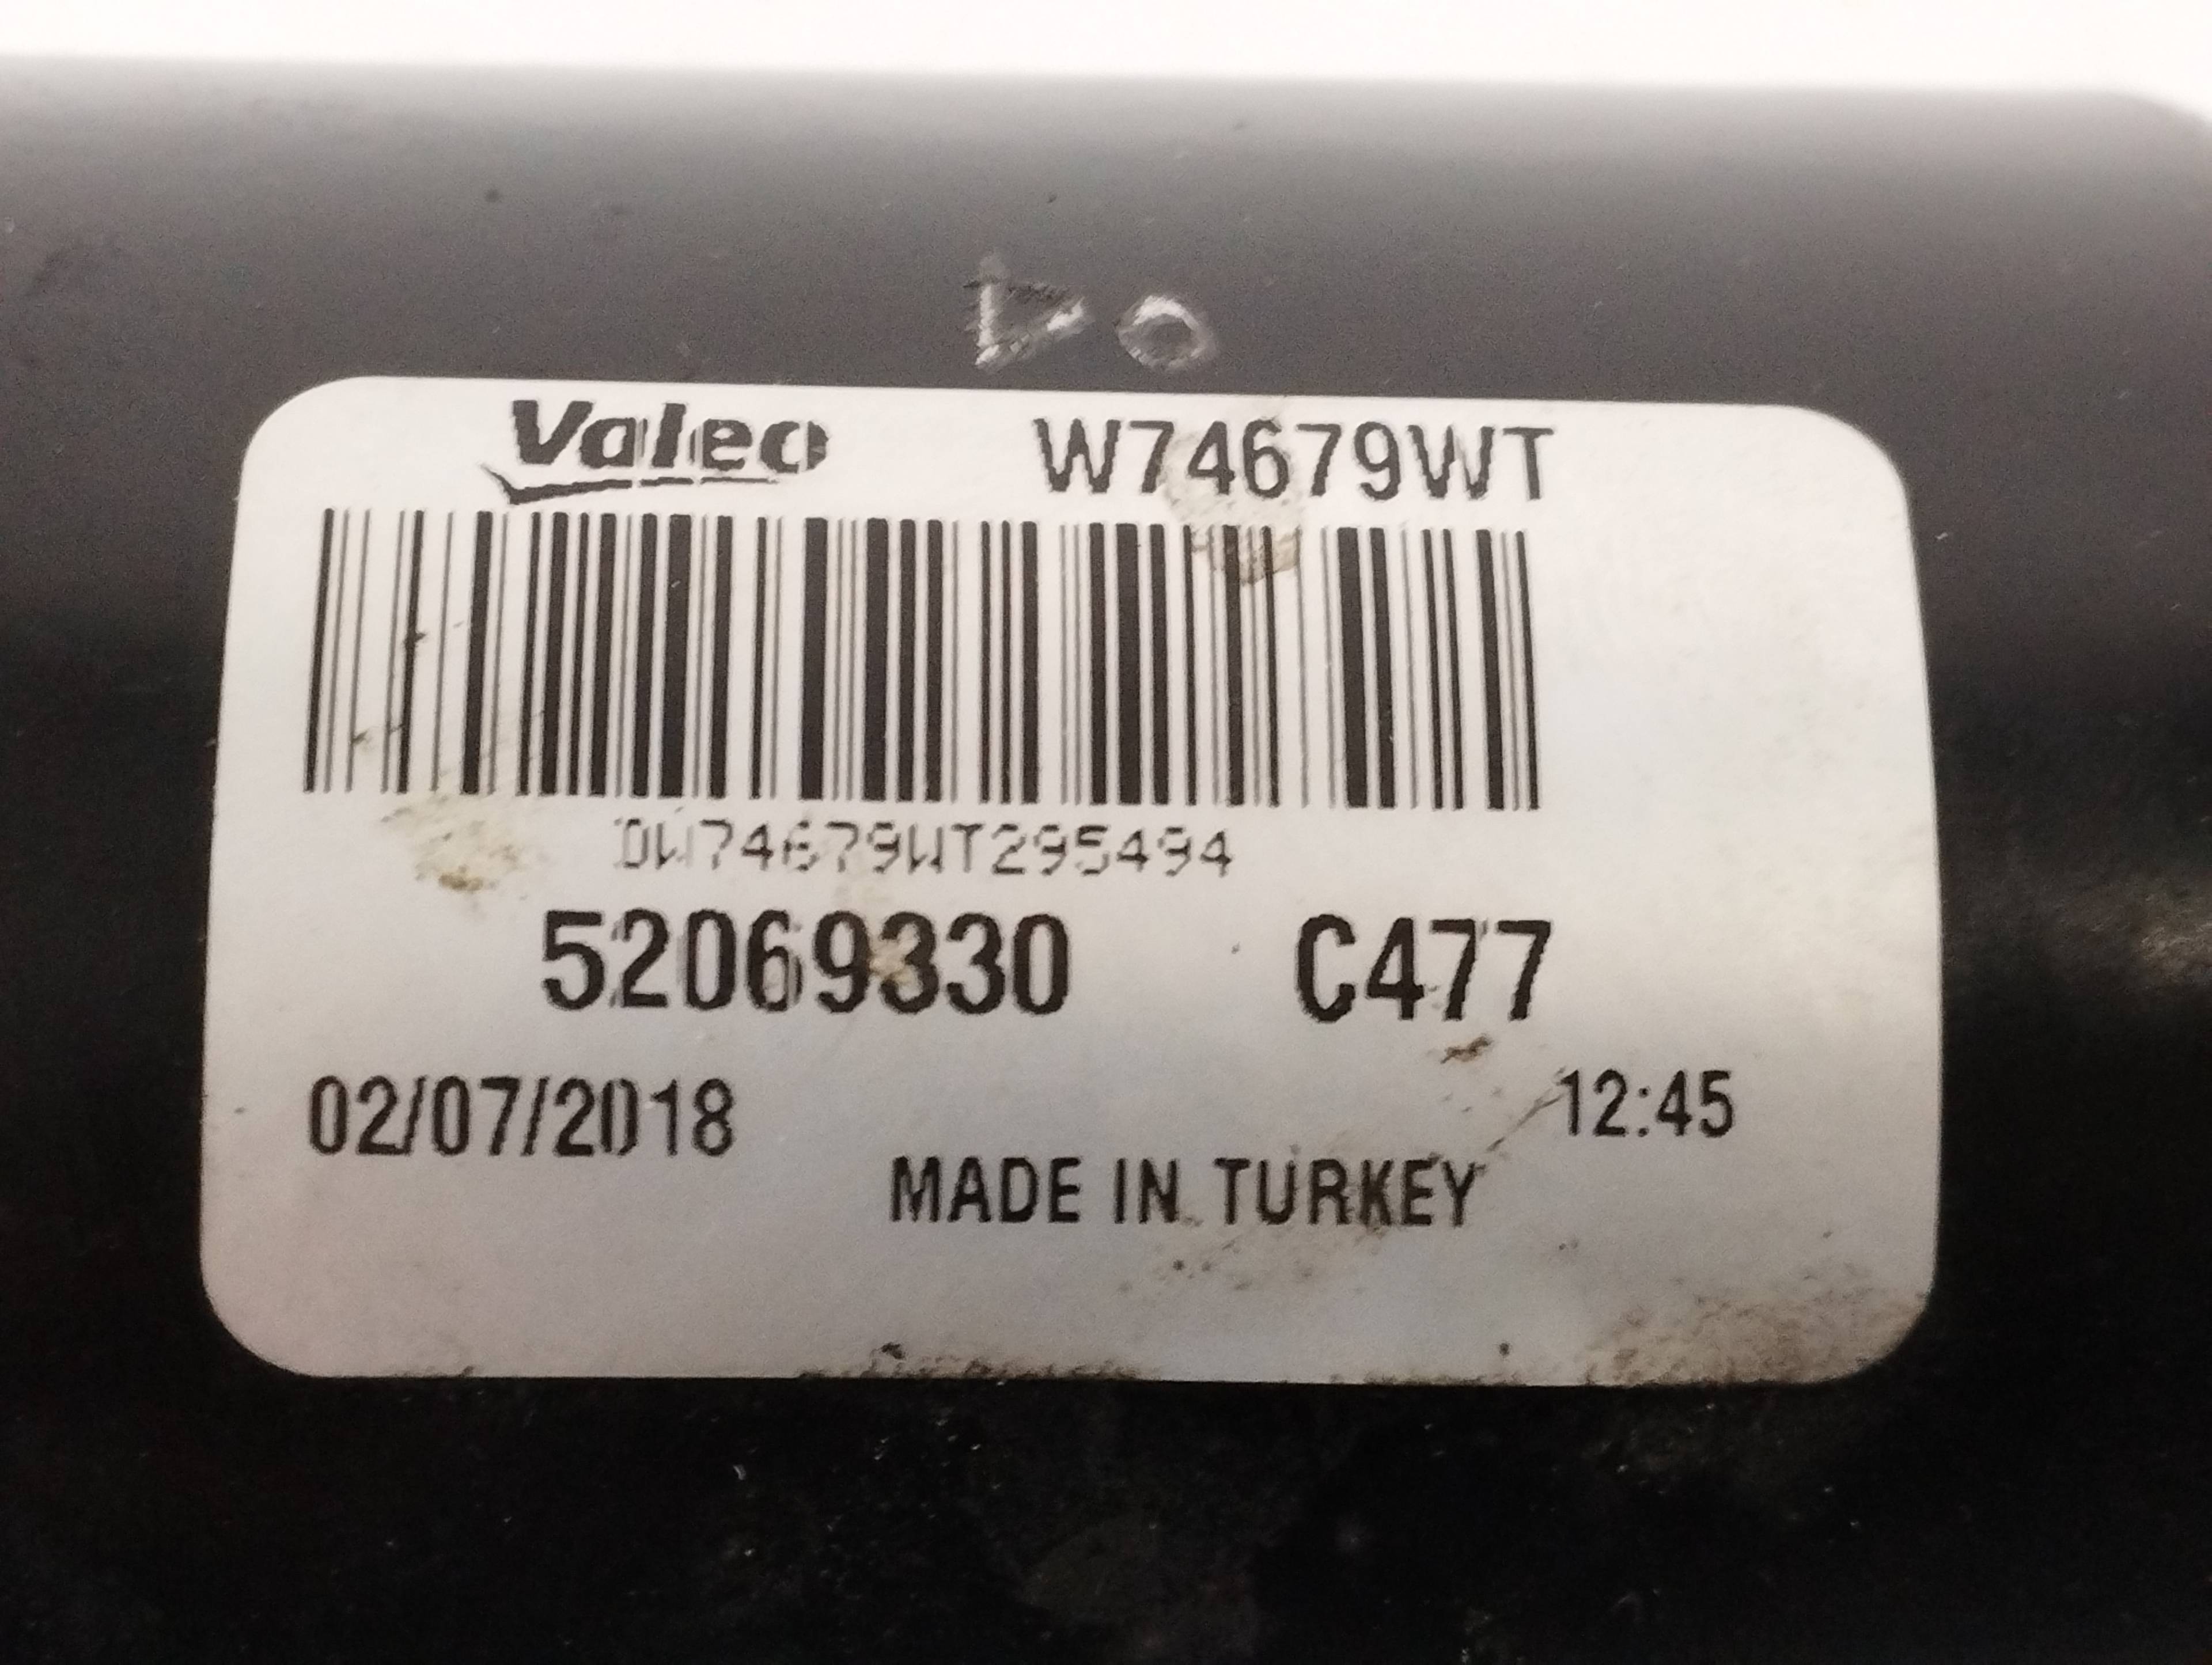 Valeo W74679WT
DW74679WT295494
52069330 C477
02/07/2018 12:45
MADE IN TURKEY